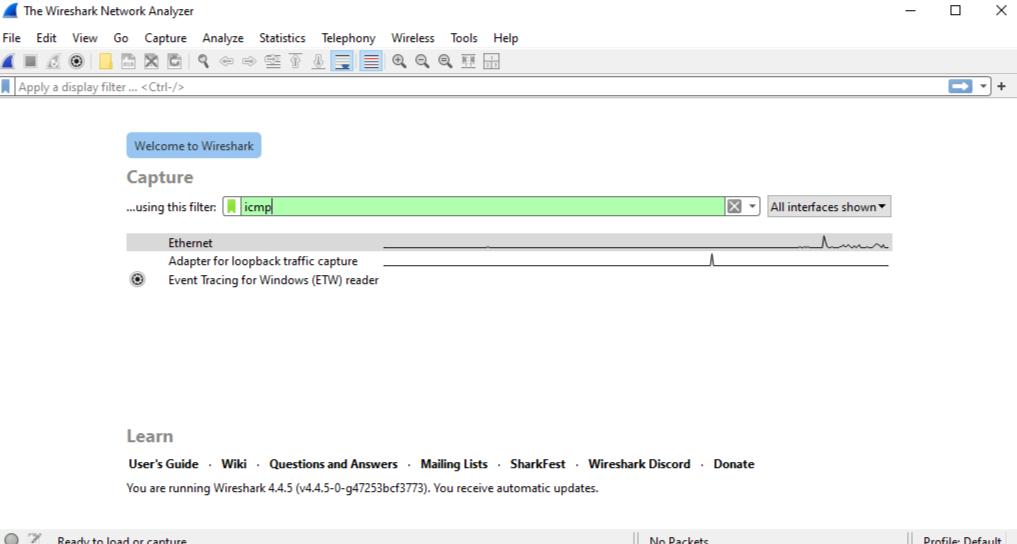 The Wireshark Network Analyzer
File Edit View Go Capture Analyze Statistics Telephony Wireless Tools Help
Apply a display filter ... <Ctrl-/>
Welcome to Wireshark
Capture
...using this filter: icmp All interfaces shown
Ethernet
Adapter for loopback traffic capture
Event Tracing for Windows (ETW) reader
Learn
User's Guide · Wiki · Questions and Answers · Mailing Lists · SharkFest · Wireshark Discord · Donate
You are running Wireshark 4.4.5 (v4.4.5-0-g47253bcf3773). You receive automatic updates.
Ready to load or capture No Packets Profile: Default